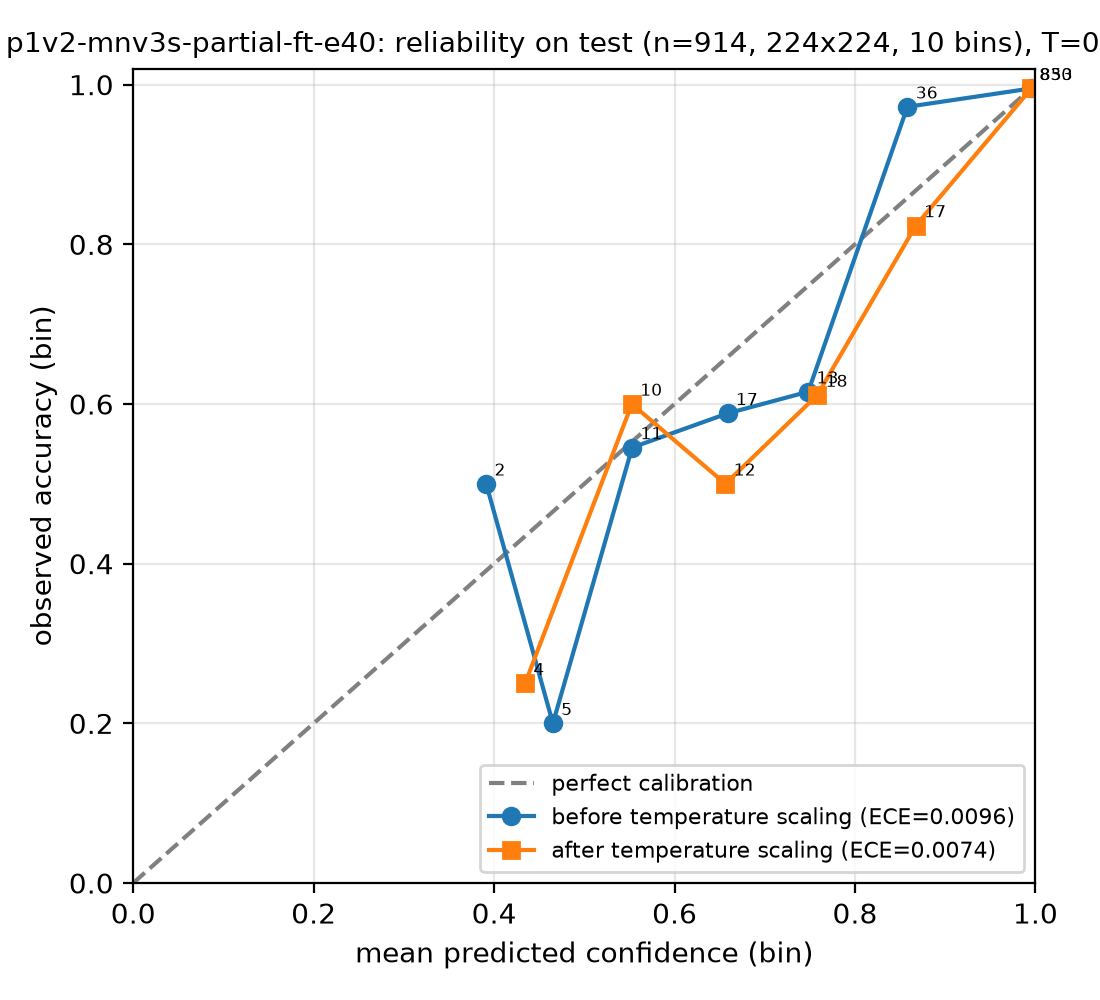 p1v2-mnv3s-partial-ft-e40: reliability on test (n=914, 224x224, 10 bins), T=0
1.0
0.8
0.6
0.4
0.2
0.0
0.0 0.2 0.4 0.6 0.8 1.0
observed accuracy (bin)
mean predicted confidence (bin)
36
17
10
11
17
18
2
12
4
5
perfect calibration
before temperature scaling (ECE=0.0096)
after temperature scaling (ECE=0.0074)